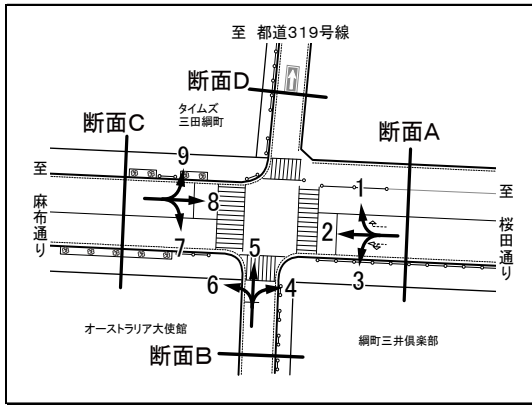 至 都道319号線
断面D
タイムズ
三田綱町
断面C
断面A
至 麻布通り
至 桜田通り
9
1
8
2
7
5
3
6
4
オーストラリア大使館
断面B
綱町三井倶楽部